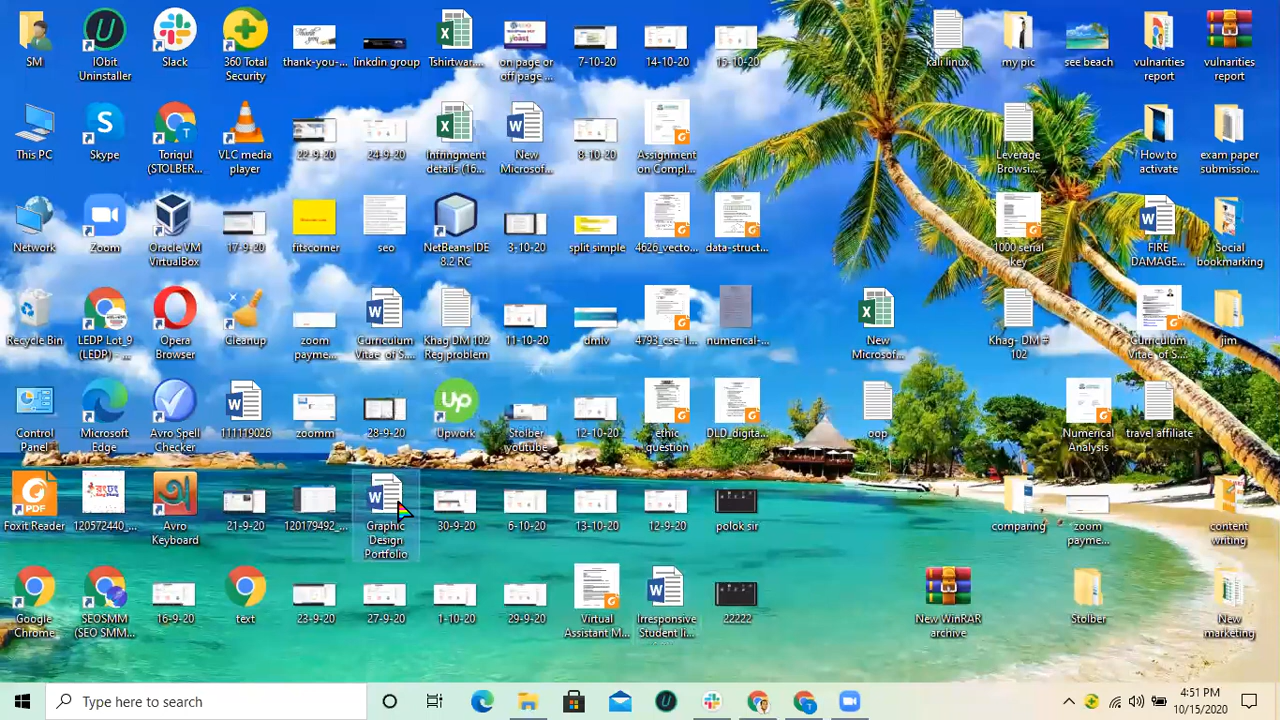 SM
IObit
Uninstaller
Slack
360 Total
Security
thank-you-...
linkdin group
Tshirtwar....
on page or
off page....
7-10-20
14-10-20
15-10-20
kali linux
my pic
see beach
vulnarities
report
vulnarities
report
This PC
Skype
Toriqul
(STOLBER...
VLC media
player
22-9-20
24-9-20
Infringment
details (16...
New
Microsof...
8-10-20
Assignment
on Compl...
Leverage
Browsi...
How to
activate
exam paper
submissio...
Network
Zoom
Oracle VM
VirtualBox
17-9-20
fitscorner
seo
NetBeans IDE
8.2 RC
3-10-20
split simple
4626_vecto...
data-struct...
1000 serial
key
FIRE
DAMAGE...
Social
bookmarking
Recycle Bin
LEDP Lot_9
(LEDP) - ...
Opera
Browser
Cleanup
zoom
payme...
Curriculum
Vitae_of S...
Khag DM 102
Reg problem
11-10-20
dmlv
4793_cse-1...
numerical-...
New
Microsof...
Khag- DM #
102
Curriculum
Vitae_of S...
jim
Control
Panel
Microsoft
Edge
Avro Spell
Checker
111119026
zoomm
28-9-20
Up
Upwork
Stolber
youtube
12-10-20
ethic
question
DLD_digita...
oop
Numerical
Analysis
travel affiliate
PDF
Foxit Reader
120572440_...
Avro
Keyboard
21-9-20
120179492_...
Graphic
Design
Portfolio
30-9-20
6-10-20
13-10-20
12-9-20
polok sir
comparing
zoom
payme...
content
writing
Google
Chrome
SEOSMM
(SEO SMM...
16-9-20
text
23-9-20
27-9-20
1-10-20
29-9-20
Virtual
Assistant M...
Irresponsive
Student li...
22222
New WinRAR
archive
Stolber
New
marketing
Type here to search
4:51 PM
10/15/2020